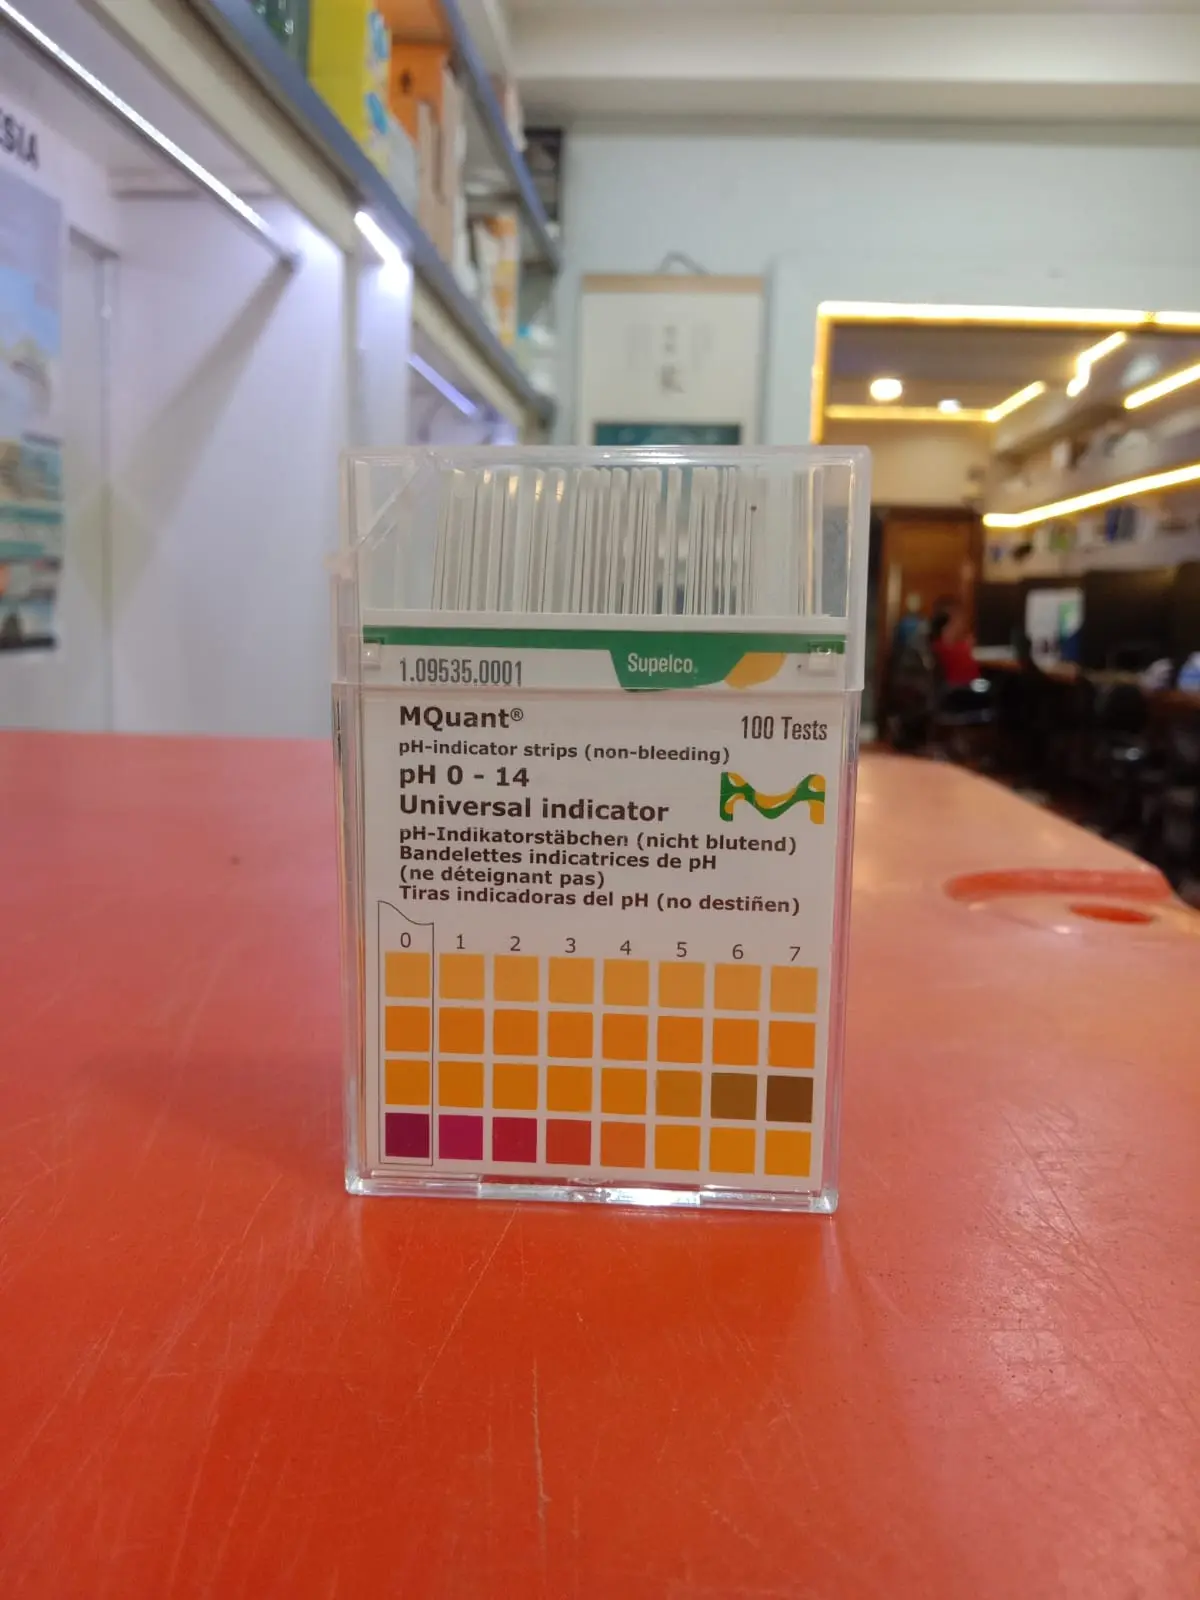 SIA
1.09535.0001
Supelco®
MQuant®
100 Tests
pH-indicator strips (non-bleeding)
pH 0 - 14
Universal indicator
pH-Indikatorstäbchen (nicht blutend)
Bandelettes indicatrices de pH
(ne déteignant pas)
Tiras indicadoras del pH (no destiñen)
0 1 2 3 4 5 6 7